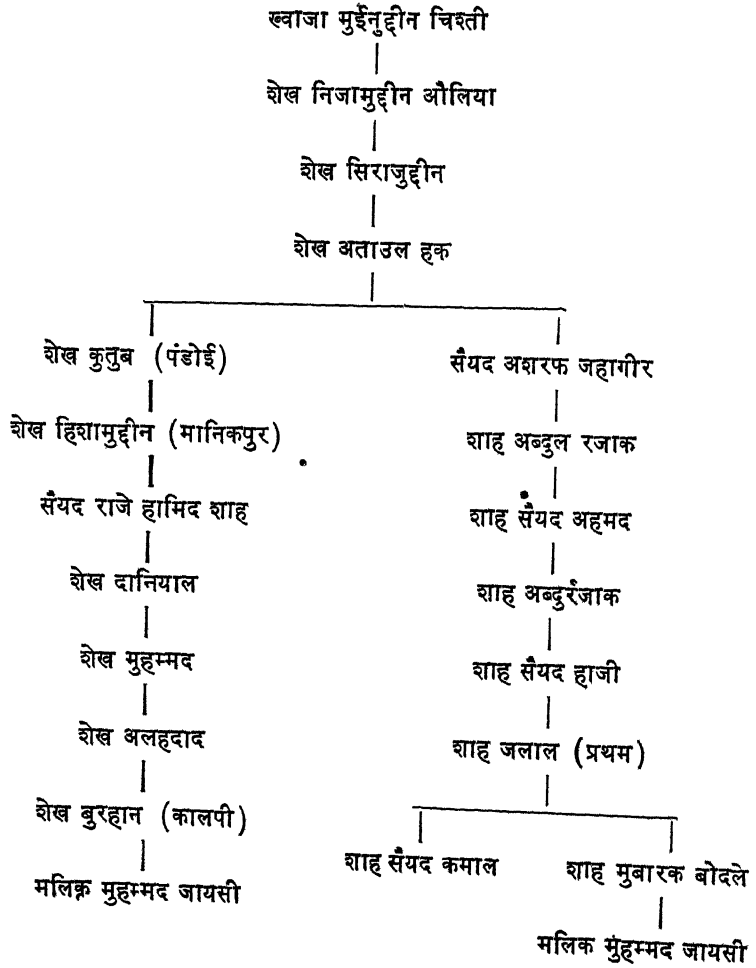 ख्वाजा मुईनुद्दीन चिश्ती
शेख निजामुद्दीन औलिया
शेख सिराजुद्दीन
शेख अताउल हक
शेख कुतुब (पंडोई)
सैयद अशरफ जहागीर
शेख हिशामुद्दीन (मानिकपुर)
शाह अब्दुल रजाक
सैयद राजे हामिद शाह
शाह सैयद अहमद
शेख दानियाल
शाह अब्दुर्रजाक
शेख मुहम्मद
शाह सैयद हाजी
शेख अलहदाद
शाह जलाल (प्रथम)
शेख बुरहान (कालपी)
शाह सैयद कमाल
शाह मुबारक बोदले
मलिक मुहम्मद जायसी
मलिक मुंहम्मद जायसी